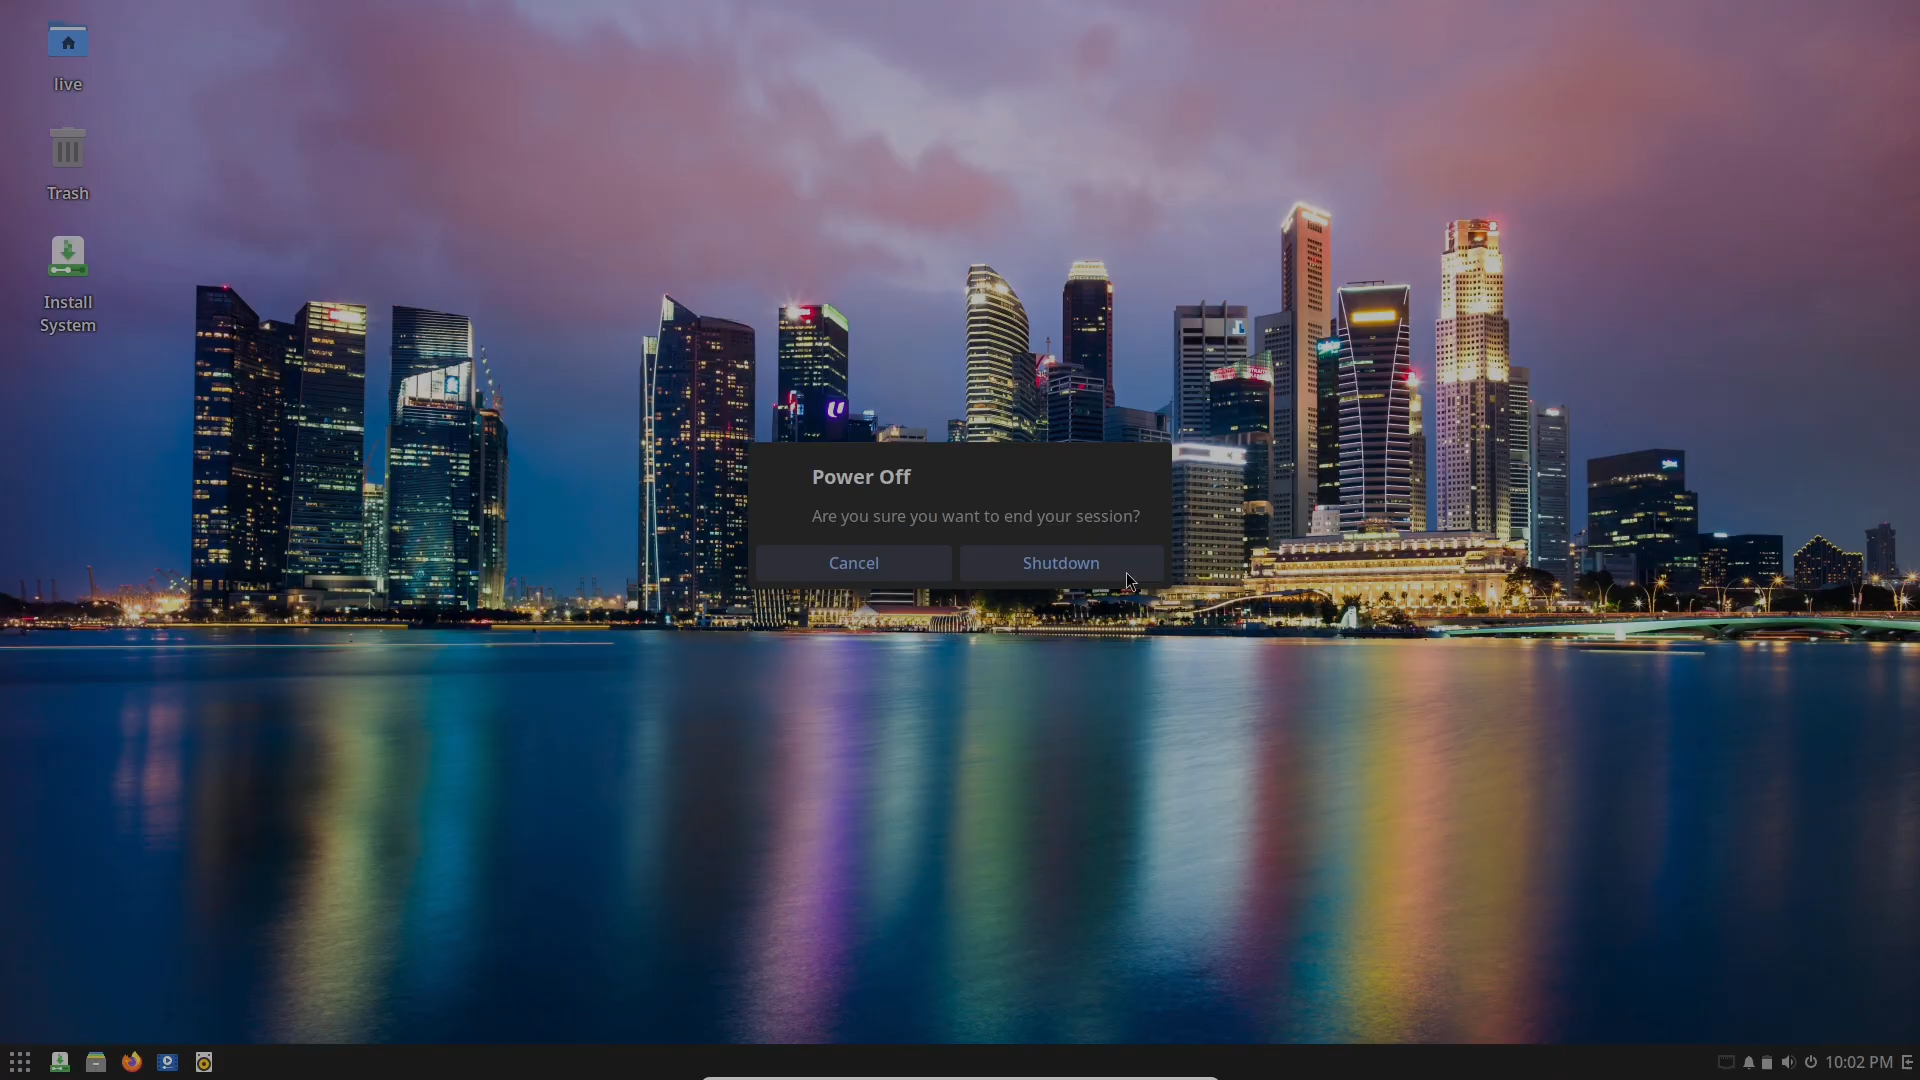 live
Trash
Install
System
Power Off
Are you sure you want to end your session?
Cancel
Shutdown
10:02 PM